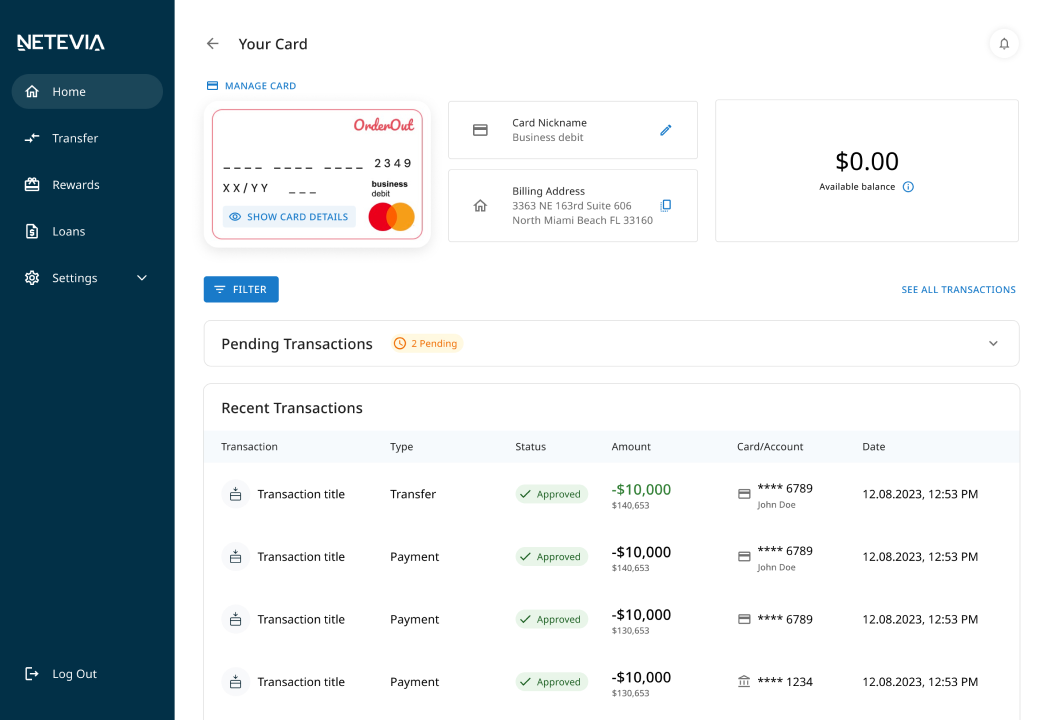 NETEVIA
Home
Transfer
Rewards
Loans
Settings
Log Out
Your Card
MANAGE CARD
OrderOut
_ _ _ _ _ _ _ _ _ _ _ _ 2349
XX/YY _ _ _
business
debit
SHOW CARD DETAILS
Card Nickname
Business debit
Billing Address
3363 NE 163rd Suite 606
North Miami Beach FL 33160
$0.00
Available balance
FILTER
SEE ALL TRANSACTIONS
Pending Transactions 2 Pending
Recent Transactions
Transaction Type Status Amount Card/Account Date
Transaction title Transfer Approved -$10,000 **** 6789 12.08.2023, 12:53 PM
$140,653 John Doe
Transaction title Payment Approved -$10,000 **** 6789 12.08.2023, 12:53 PM
$140,653 John Doe
Transaction title Payment Approved -$10,000 **** 6789 12.08.2023, 12:53 PM
$130,653
Transaction title Payment Approved -$10,000 **** 1234 12.08.2023, 12:53 PM
$130,653